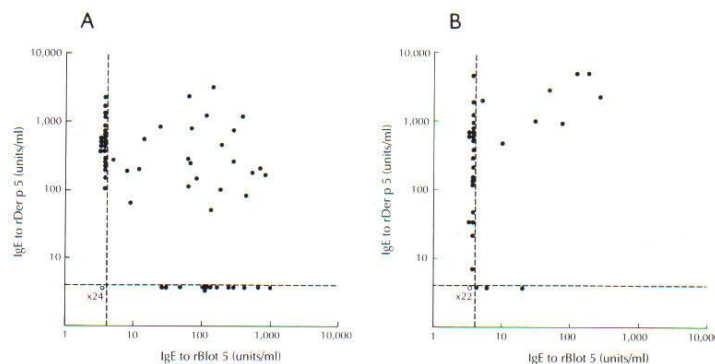 A
10,000
1,000
100
10
1
IgE to rDer p 5 (units/ml)
x24
1 10 100 1,000 10,000
IgE to rBlot 5 (units/ml)
B
10,000
1,000
100
10
1
IgE to rDer p 5 (units/ml)
x22
1 10 100 1,000 10,000
IgE to rBlot 5 (units/ml)